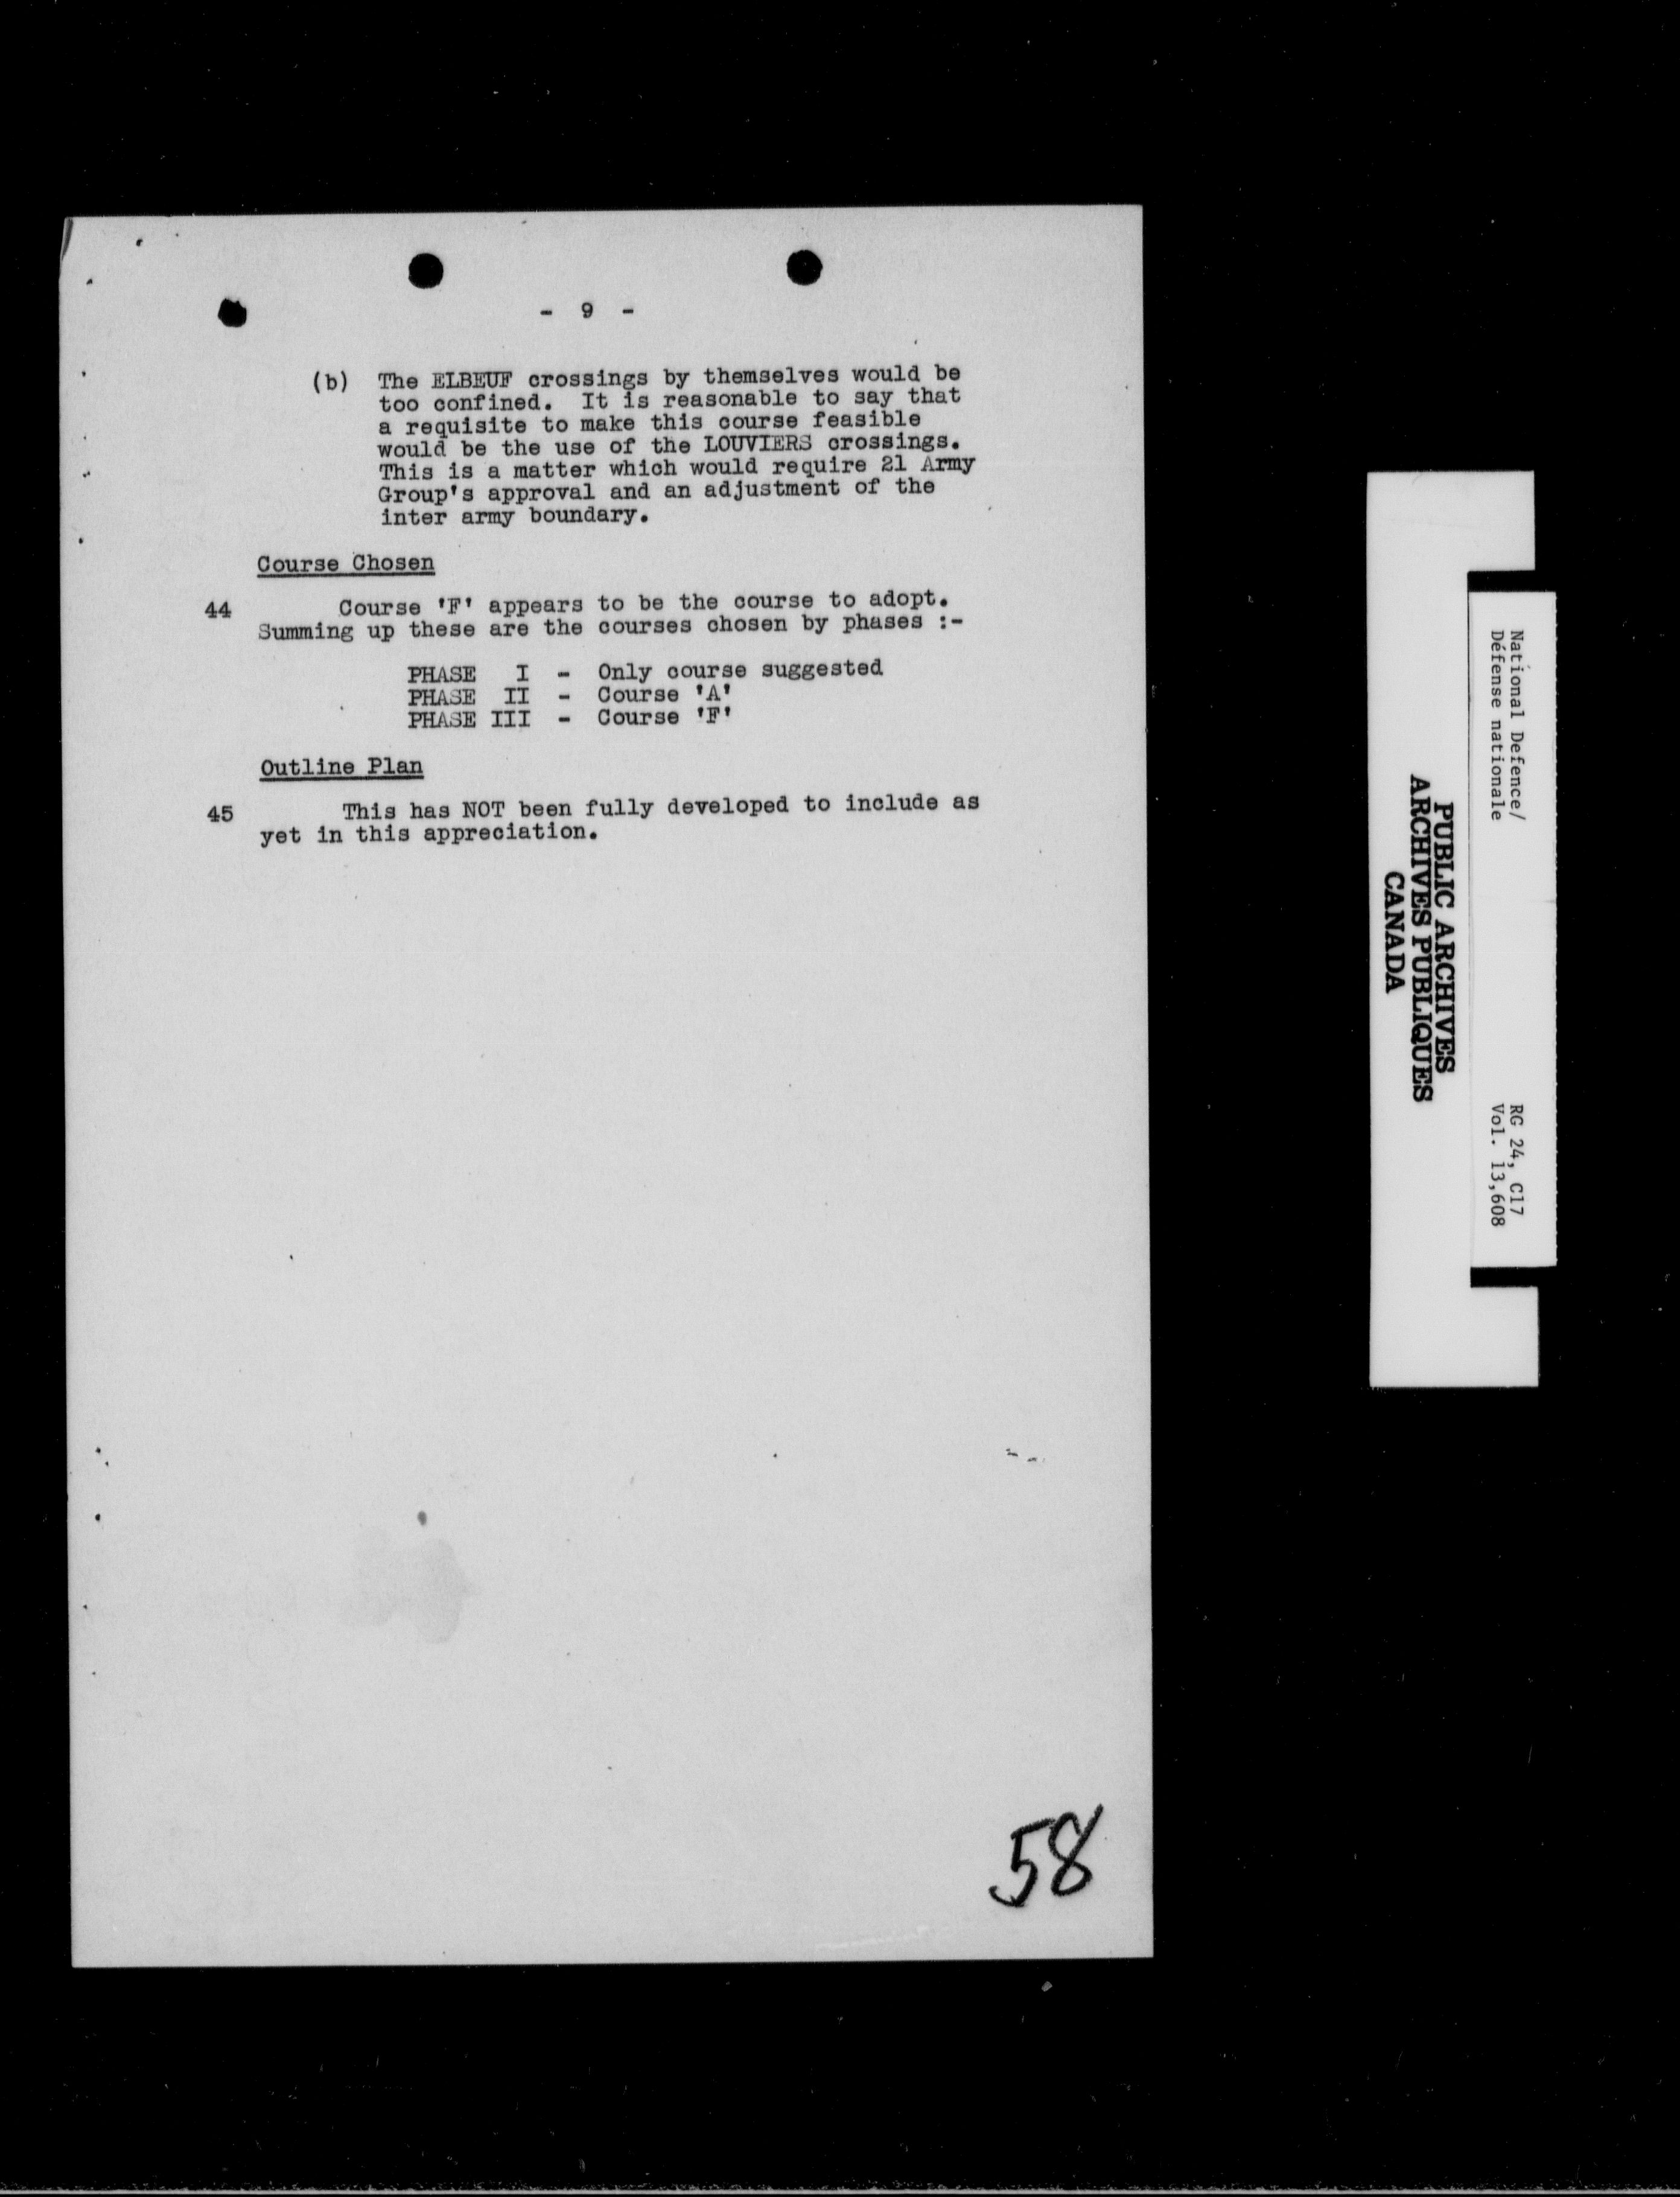 - 9 -
(b) The ELBEUF crossings by themselves would be
too confined. It is reasonable to say that
a requisite to make this course feasible
would be the use of the LOUVIERS crossings.
This is a matter which would require 21 Army
Group's approval and an adjustment of the
inter army boundary.
Course Chosen
44 Course 'F' appears to be the course to adopt.
Summing up these are the courses chosen by phases :-
PHASE I - Only course suggested
PHASE II - Course 'A'
PHASE III - Course 'F'
Outline Plan
45 This has NOT been fully developed to include as
yet in this appreciation.
58
National Defence/
Défense nationale
RG 24, C17
Vol. 13,608
PUBLIC ARCHIVES
ARCHIVES PUBLIQUES
CANADA